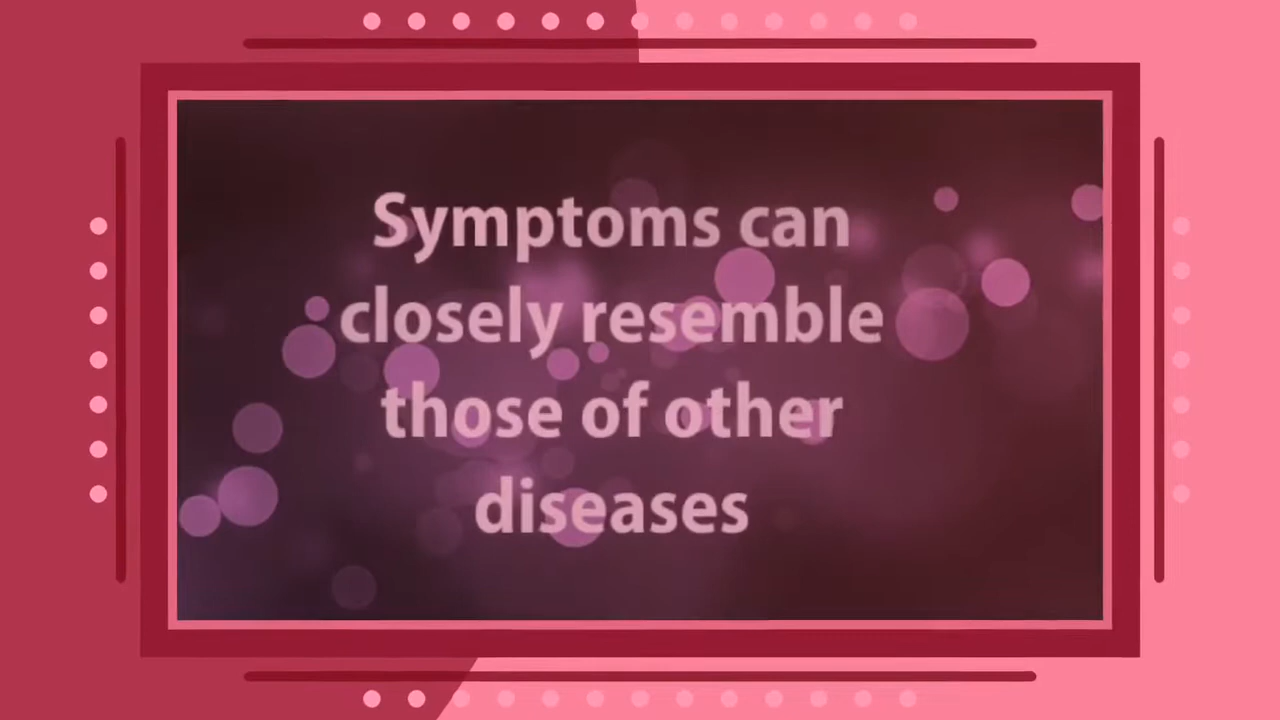 Symptoms can
closely resemble
those of other
diseases